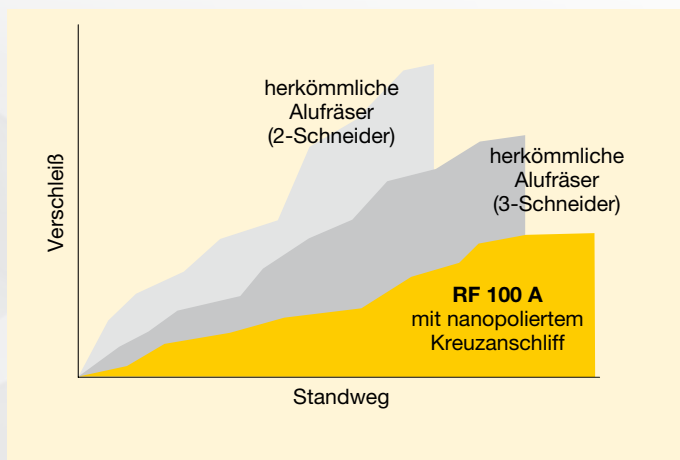 herkömmliche
Alufräser
(2-Schneider)
herkömmliche
Alufräser
(3-Schneider)
Verschleiß
RF 100 A
mit nanopoliertem
Kreuzanschliff
Standweg